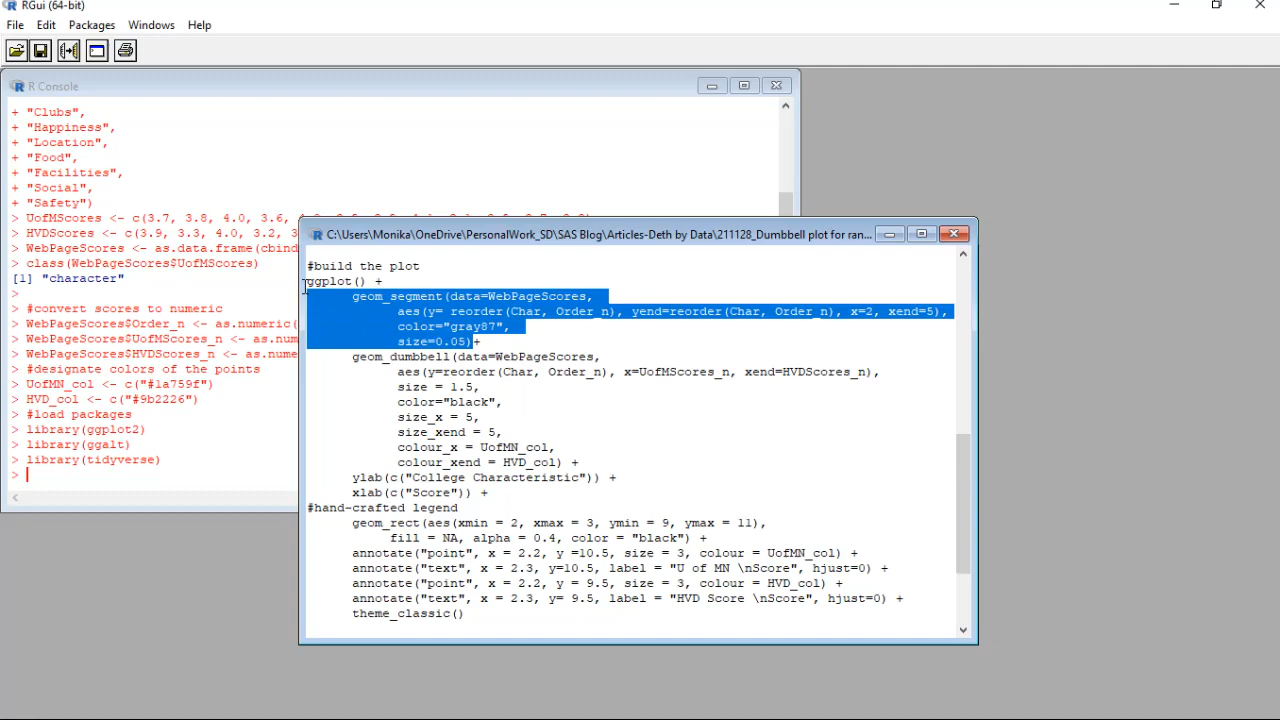 RGui (64-bit)
File Edit Packages Windows Help
R Console
+ "Clubs",
+ "Happiness",
+ "Location",
+ "Food",
+ "Facilities",
+ "Social",
+ "Safety")
> UofMScores <- c(3.7, 3.8, 4.0, 3.6,
> HVDScores <- c(3.9, 3.3, 4.0, 3.2, 3
> WebPageScores <- as.data.frame(cbind
> class(WebPageScores$UofMScores)
[1] "character"
>
> #convert scores to numeric
> WebPageScores$Order_n <- as.numeric(
> WebPageScores$UofMScores_n <- as.num
> WebPageScores$HVDScores_n <- as.nume
> #designate colors of the points
> UofMN_col <- c("#1a759f")
> HVD_col <- c("#9b2226")
> #load packages
> library(ggplot2)
> library(ggalt)
> library(tidyverse)
>
C:\Users\Monika\OneDrive\PersonalWork_SD\SAS Blog\Articles-Deth by Data\211128_Dumbbell plot for ran...
#build the plot
ggplot() +
geom_segment(data=WebPageScores,
aes(y= reorder(Char, Order_n), yend=reorder(Char, Order_n), x=2, xend=5),
color="gray87",
size=0.05)+
geom_dumbbell(data=WebPageScores,
aes(y=reorder(Char, Order_n), x=UofMScores_n, xend=HVDScores_n),
size = 1.5,
color="black",
size_x = 5,
size_xend = 5,
colour_x = UofMN_col,
colour_xend = HVD_col) +
ylab(c("College Characteristic")) +
xlab(c("Score")) +
#hand-crafted legend
geom_rect(aes(xmin = 2, xmax = 3, ymin = 9, ymax = 11),
fill = NA, alpha = 0.4, color = "black") +
annotate("point", x = 2.2, y =10.5, size = 3, colour = UofMN_col) +
annotate("text", x = 2.3, y=10.5, label = "U of MN \nScore", hjust=0) +
annotate("point", x = 2.2, y = 9.5, size = 3, colour = HVD_col) +
annotate("text", x = 2.3, y= 9.5, label = "HVD Score \nScore", hjust=0) +
theme_classic()